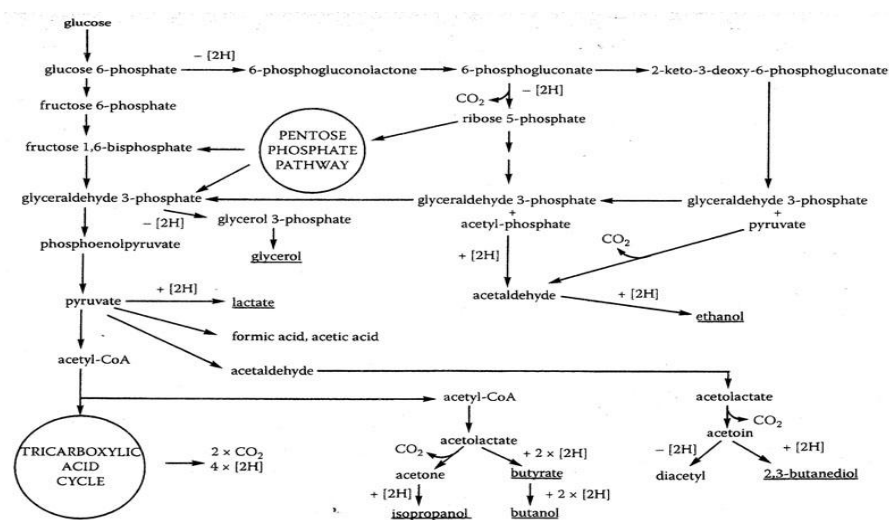 glucose
− [2H]
glucose 6-phosphate
6-phosphogluconolactone
6-phosphogluconate
2-keto-3-deoxy-6-phosphogluconate
CO2
− [2H]
fructose 6-phosphate
ribose 5-phosphate
PENTOSE
PHOSPHATE
PATHWAY
fructose 1,6-bisphosphate
glyceraldehyde 3-phosphate
glyceraldehyde 3-phosphate
+
acetyl-phosphate
glyceraldehyde 3-phosphate
+
pyruvate
− [2H]
glycerol 3-phosphate
glycerol
phosphoenolpyruvate
CO2
+ [2H]
acetaldehyde
+ [2H]
ethanol
pyruvate
+ [2H]
lactate
formic acid, acetic acid
acetyl-CoA
acetaldehyde
acetyl-CoA
acetolactate
CO2
acetoin
TRICARBOXYLIC
ACID
CYCLE
2 × CO2
4 × [2H]
acetolactate
CO2
+ 2 × [2H]
acetone
butyrate
+ [2H]
+ 2 × [2H]
isopropanol
butanol
− [2H]
+ [2H]
diacetyl
2,3-butanediol